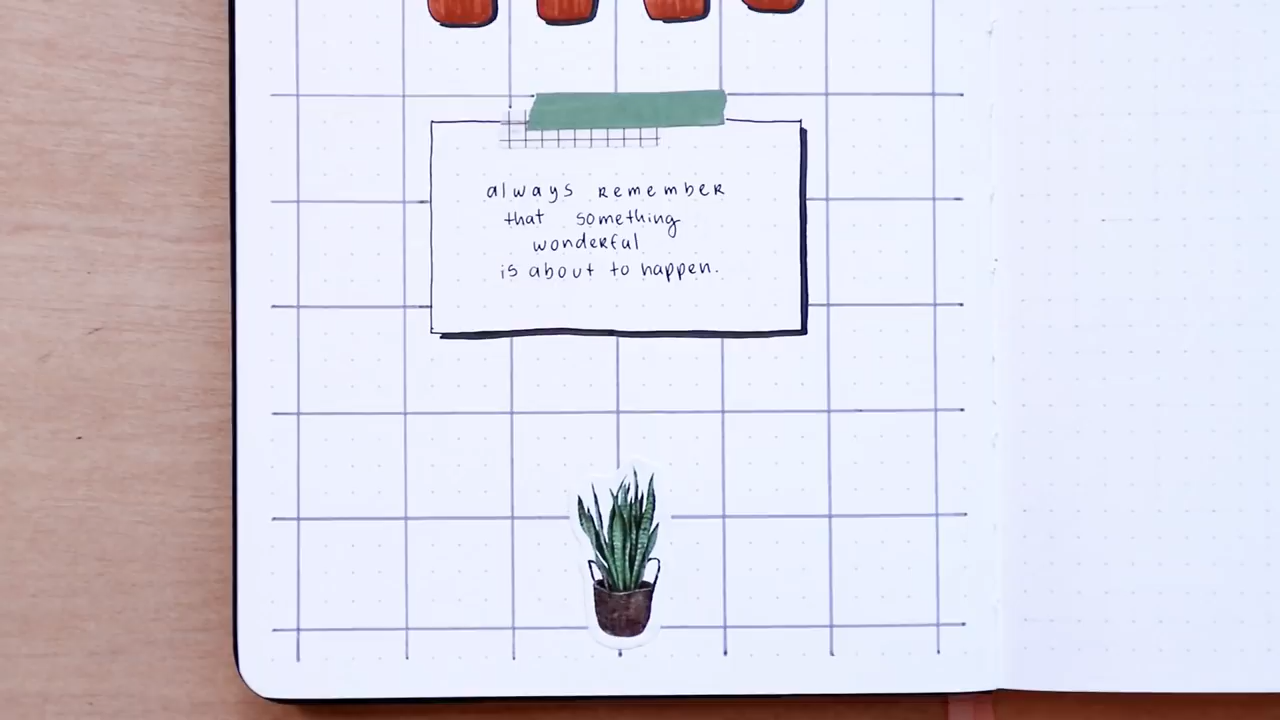 always remember
that something
wonderful
is about to happen.